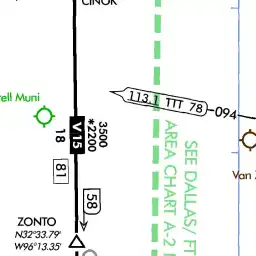 CINOK
113.1 TTT 78
094
ell Muni
V15
18
3500
*2200
81
58
SEE DALLAS/ FT
AREA CHART A-2
Van
ZONTO
N32°33.79'
W96°13.35'